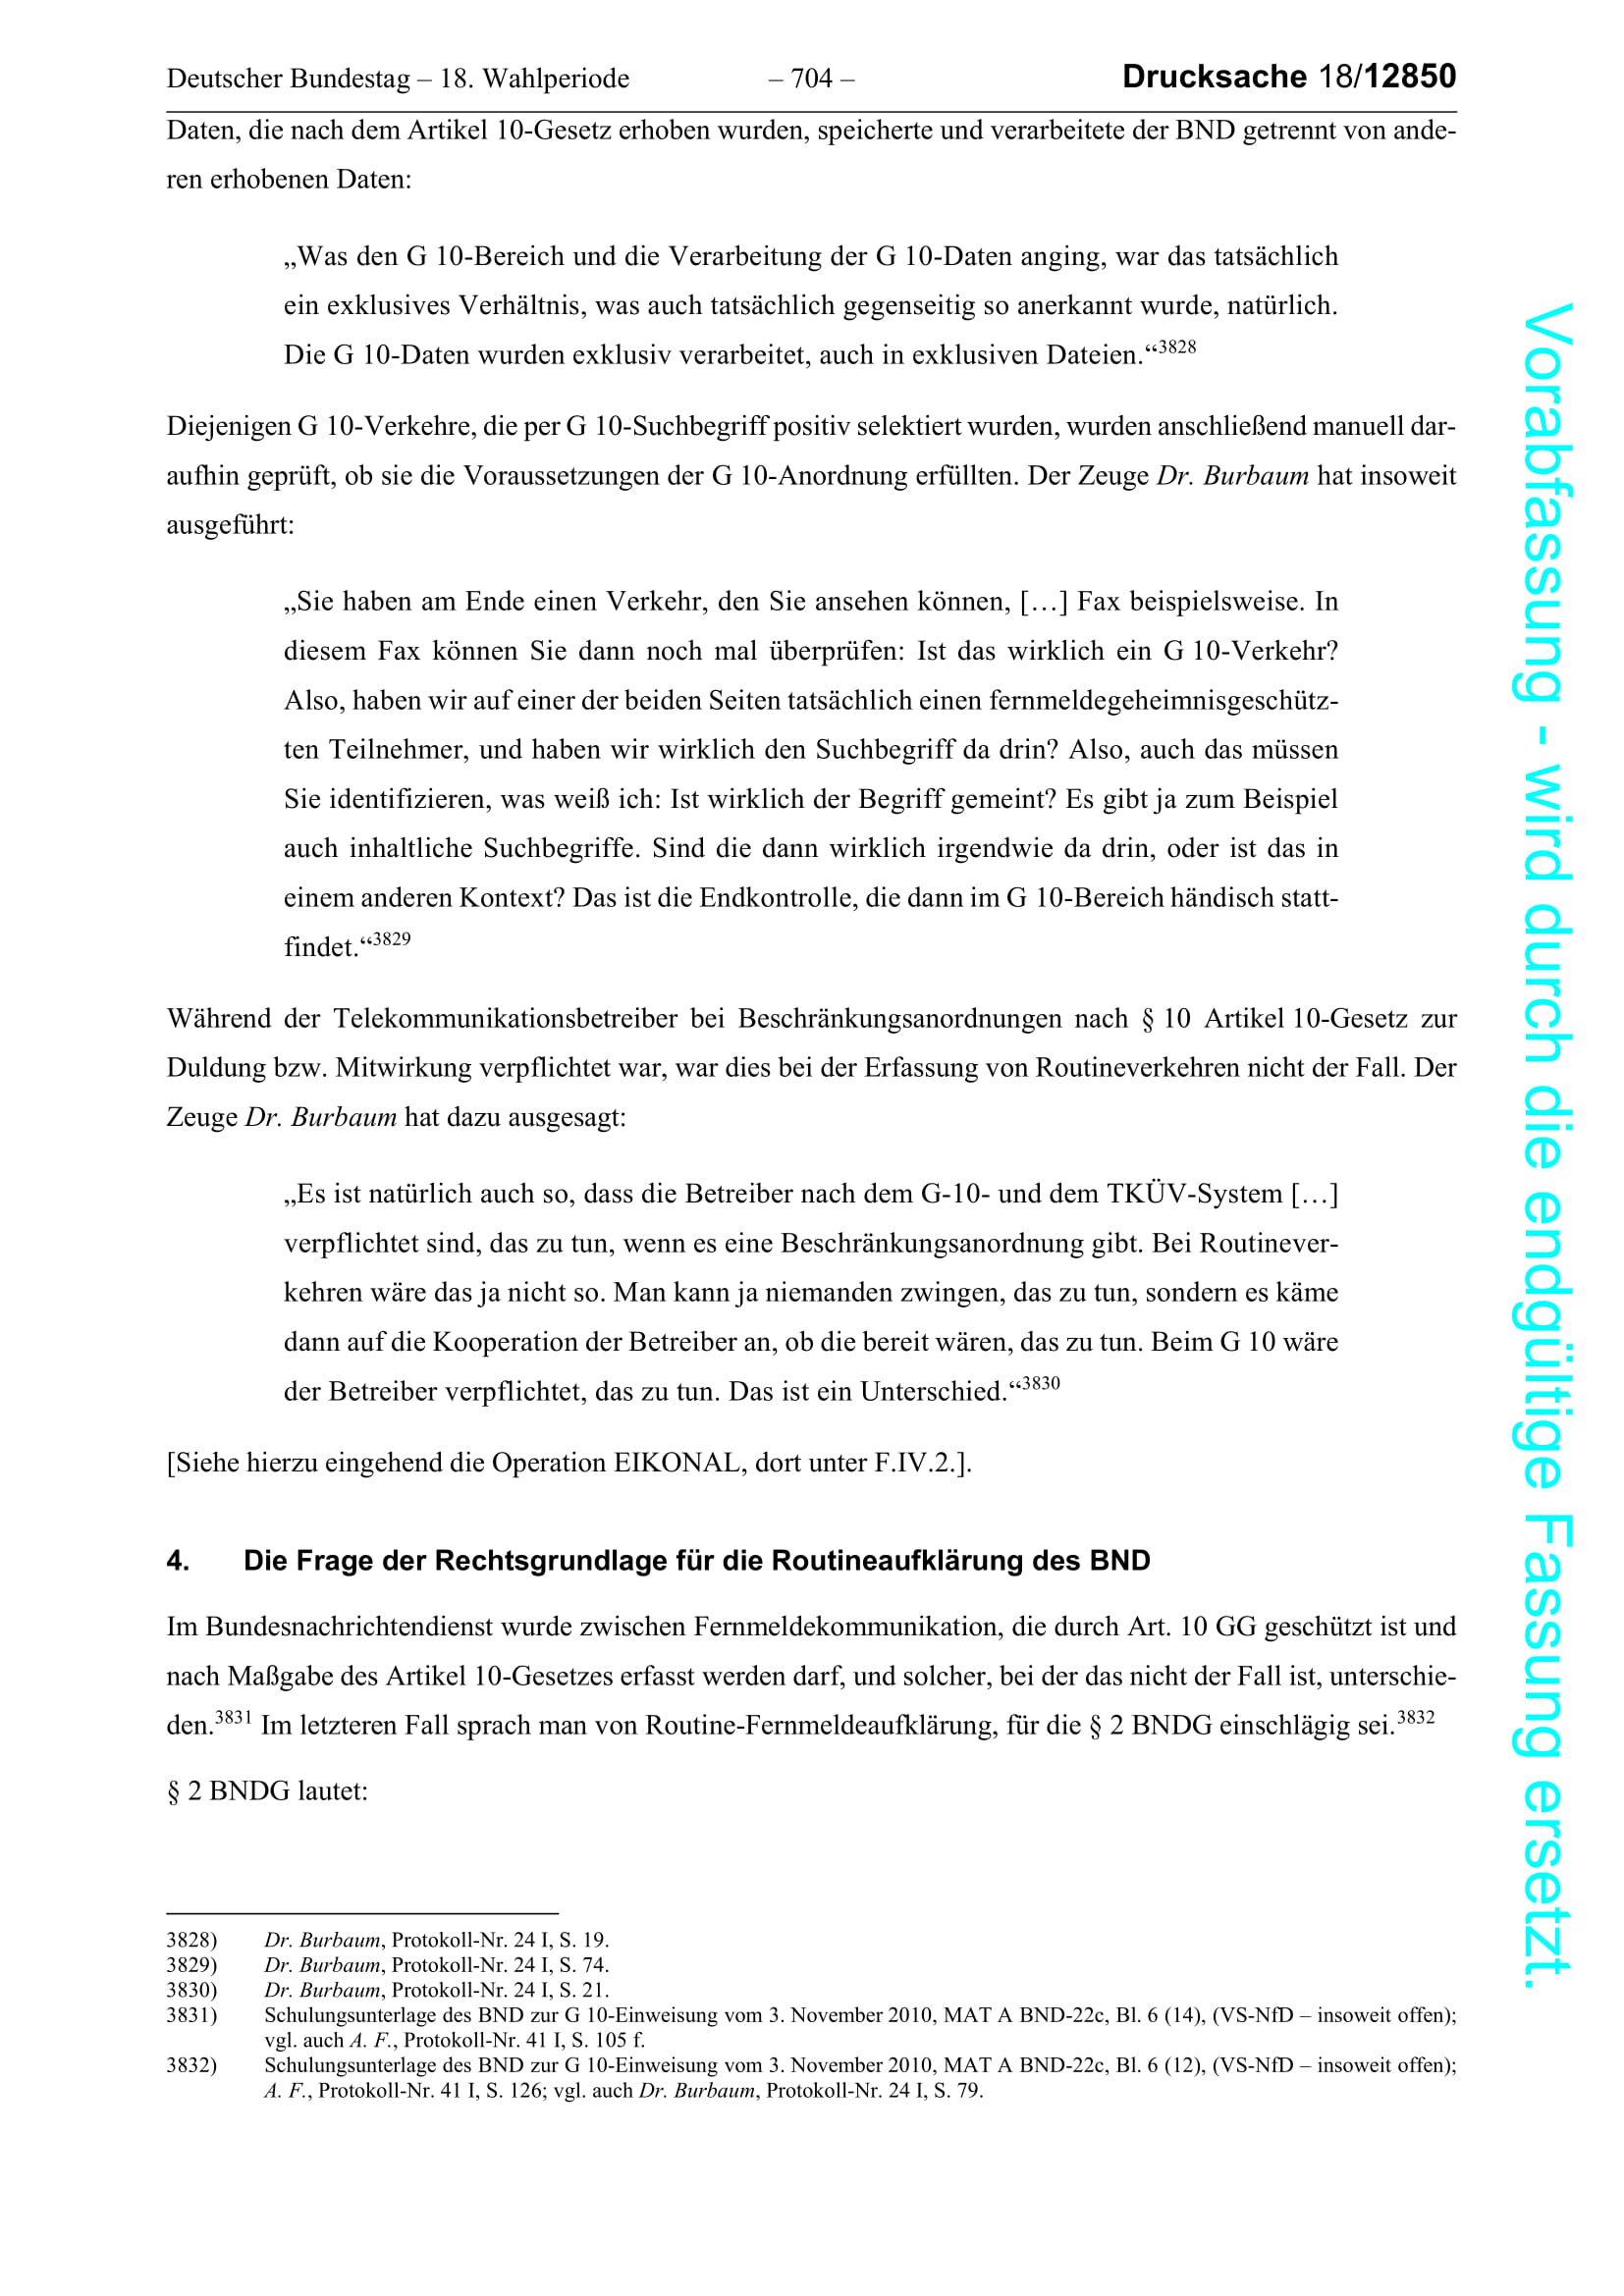 Deutscher Bundestag – 18. Wahlperiode – 704 – Drucksache 18/12850
Daten, die nach dem Artikel 10-Gesetz erhoben wurden, speicherte und verarbeitete der BND getrennt von ande-
ren erhobenen Daten:
„Was den G 10-Bereich und die Verarbeitung der G 10-Daten anging, war das tatsächlich
ein exklusives Verhältnis, was auch tatsächlich gegenseitig so anerkannt wurde, natürlich.
Die G 10-Daten wurden exklusiv verarbeitet, auch in exklusiven Dateien.“3828
Diejenigen G 10-Verkehre, die per G 10-Suchbegriff positiv selektiert wurden, wurden anschließend manuell dar-
aufhin geprüft, ob sie die Voraussetzungen der G 10-Anordnung erfüllten. Der Zeuge Dr. Burbaum hat insoweit
ausgeführt:
„Sie haben am Ende einen Verkehr, den Sie ansehen können, […] Fax beispielsweise. In
diesem Fax können Sie dann noch mal überprüfen: Ist das wirklich ein G 10-Verkehr?
Also, haben wir auf einer der beiden Seiten tatsächlich einen fernmeldegeheimnisgeschütz-
ten Teilnehmer, und haben wir wirklich den Suchbegriff da drin? Also, auch das müssen
Sie identifizieren, was weiß ich: Ist wirklich der Begriff gemeint? Es gibt ja zum Beispiel
auch inhaltliche Suchbegriffe. Sind die dann wirklich irgendwie da drin, oder ist das in
einem anderen Kontext? Das ist die Endkontrolle, die dann im G 10-Bereich händisch statt-
findet.“3829
Während der Telekommunikationsbetreiber bei Beschränkungsanordnungen nach § 10 Artikel 10-Gesetz zur
Duldung bzw. Mitwirkung verpflichtet war, war dies bei der Erfassung von Routineverkehren nicht der Fall. Der
Zeuge Dr. Burbaum hat dazu ausgesagt:
„Es ist natürlich auch so, dass die Betreiber nach dem G-10- und dem TKÜV-System […]
verpflichtet sind, das zu tun, wenn es eine Beschränkungsanordnung gibt. Bei Routinever-
kehren wäre das ja nicht so. Man kann ja niemanden zwingen, das zu tun, sondern es käme
dann auf die Kooperation der Betreiber an, ob die bereit wären, das zu tun. Beim G 10 wäre
der Betreiber verpflichtet, das zu tun. Das ist ein Unterschied.“3830
[Siehe hierzu eingehend die Operation EIKONAL, dort unter F.IV.2.].
4. Die Frage der Rechtsgrundlage für die Routineaufklärung des BND
Im Bundesnachrichtendienst wurde zwischen Fernmeldekommunikation, die durch Art. 10 GG geschützt ist und
nach Maßgabe des Artikel 10-Gesetzes erfasst werden darf, und solcher, bei der das nicht der Fall ist, unterschie-
den.3831 Im letzteren Fall sprach man von Routine-Fernmeldeaufklärung, für die § 2 BNDG einschlägig sei.3832
§ 2 BNDG lautet:
3828) Dr. Burbaum, Protokoll-Nr. 24 I, S. 19.
3829) Dr. Burbaum, Protokoll-Nr. 24 I, S. 74.
3830) Dr. Burbaum, Protokoll-Nr. 24 I, S. 21.
3831) Schulungsunterlage des BND zur G 10-Einweisung vom 3. November 2010, MAT A BND-22c, Bl. 6 (14), (VS-NfD – insoweit offen);
vgl. auch A. F., Protokoll-Nr. 41 I, S. 105 f.
3832) Schulungsunterlage des BND zur G 10-Einweisung vom 3. November 2010, MAT A BND-22c, Bl. 6 (12), (VS-NfD – insoweit offen);
A. F., Protokoll-Nr. 41 I, S. 126; vgl. auch Dr. Burbaum, Protokoll-Nr. 24 I, S. 79.
Vorabfassung - wird durch die endgültige Fassung ersetzt.